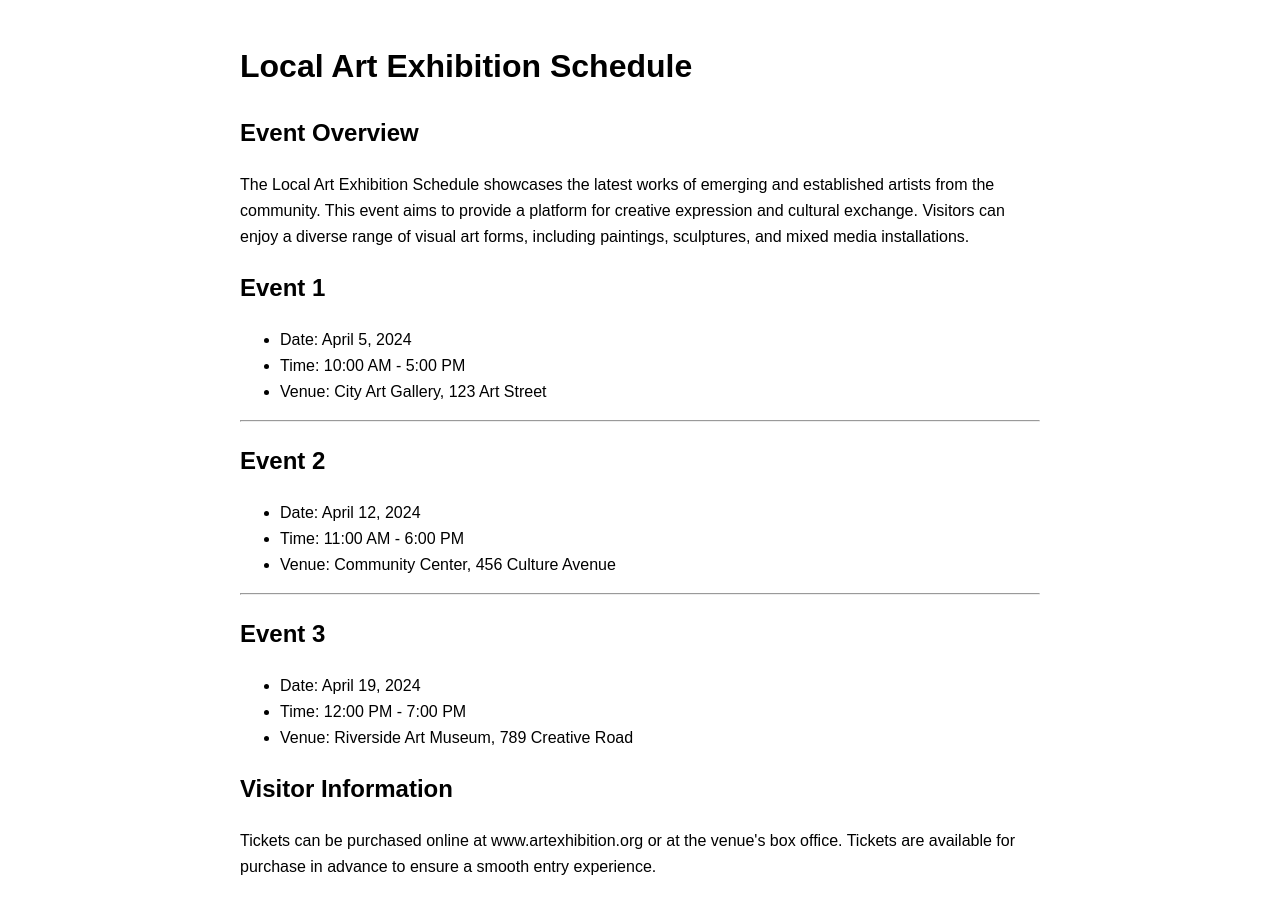 Local Art Exhibition Schedule
Event Overview
The Local Art Exhibition Schedule showcases the latest works of emerging and established artists from the
community. This event aims to provide a platform for creative expression and cultural exchange. Visitors can
enjoy a diverse range of visual art forms, including paintings, sculptures, and mixed media installations.
Event 1
• Date: April 5, 2024
• Time: 10:00 AM - 5:00 PM
• Venue: City Art Gallery, 123 Art Street
Event 2
• Date: April 12, 2024
• Time: 11:00 AM - 6:00 PM
• Venue: Community Center, 456 Culture Avenue
Event 3
• Date: April 19, 2024
• Time: 12:00 PM - 7:00 PM
• Venue: Riverside Art Museum, 789 Creative Road
Visitor Information
Tickets can be purchased online at www.artexhibition.org or at the venue's box office. Tickets are available for
purchase in advance to ensure a smooth entry experience.